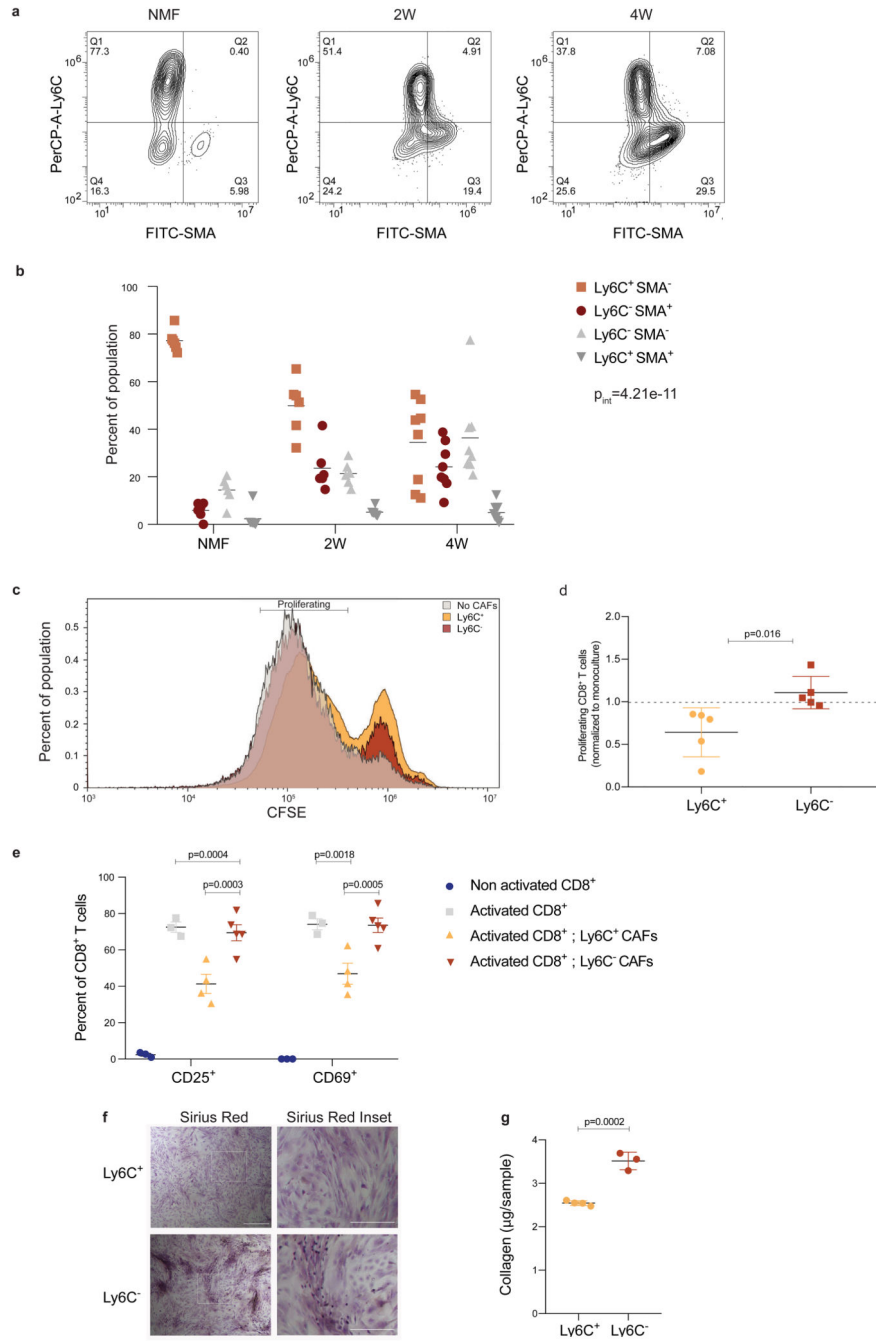 a
NMF
2W
4W
Q1
77.3
Q2
0.40
Q1
51.4
Q2
4.91
Q1
37.8
Q2
7.08
10⁶
10⁶
10⁶
PerCP-A-Ly6C
PerCP-A-Ly6C
PerCP-A-Ly6C
Q4
16.3
Q3
5.98
Q4
24.2
Q3
19.4
Q4
25.6
Q3
29.5
10²
10²
10²
10¹
10⁷
10¹
10⁶
10¹
10⁷
FITC-SMA
FITC-SMA
FITC-SMA
b
100
80
60
40
20
0
Percent of population
NMF
2W
4W
Ly6C⁺ SMA⁻
Ly6C⁻ SMA⁺
Ly6C⁻ SMA⁻
Ly6C⁺ SMA⁺
pᵢₙₜ=4.21e-11
c
Proliferating
No CAFs
Ly6C⁺
Ly6C⁻
0.5
0.4
0.3
0.2
0.1
0
Percent of population
10³
10⁴
10⁵
10⁶
10⁷
CFSE
d
2.0
1.5
1.0
0.5
0.0
Proliferating CD8⁺ T cells
(normalized to monoculture)
p=0.016
Ly6C⁺
Ly6C⁻
e
p=0.0004
p=0.0018
p=0.0003
p=0.0005
100
80
60
40
20
0
Percent of CD8⁺ T cells
CD25⁺
CD69⁺
Non activated CD8⁺
Activated CD8⁺
Activated CD8⁺ ; Ly6C⁺ CAFs
Activated CD8⁺ ; Ly6C⁻ CAFs
f
Sirius Red
Sirius Red Inset
Ly6C⁺
Ly6C⁻
g
p=0.0002
4
3
2
1
0
Collagen (µg/sample)
Ly6C⁺
Ly6C⁻